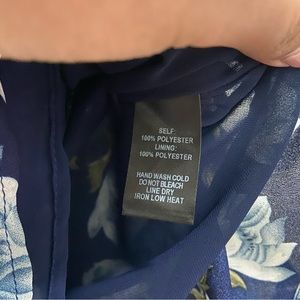 SELF:
100% POLYESTER
LINING:
100% POLYESTER
HAND WASH COLD
DO NOT BLEACH
LINE DRY
IRON LOW HEAT